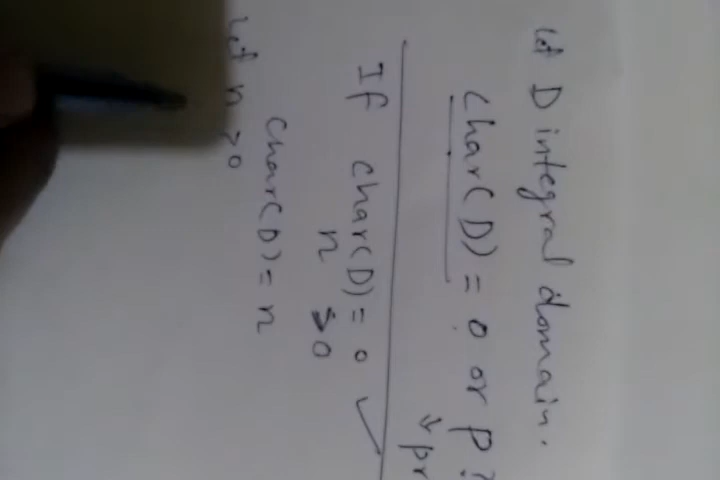 Let D integral domain.
Char(D) = 0 or p?
↓ pr
If char(D) = 0 ✓
n > 0
char(D) = n
Let n > 0